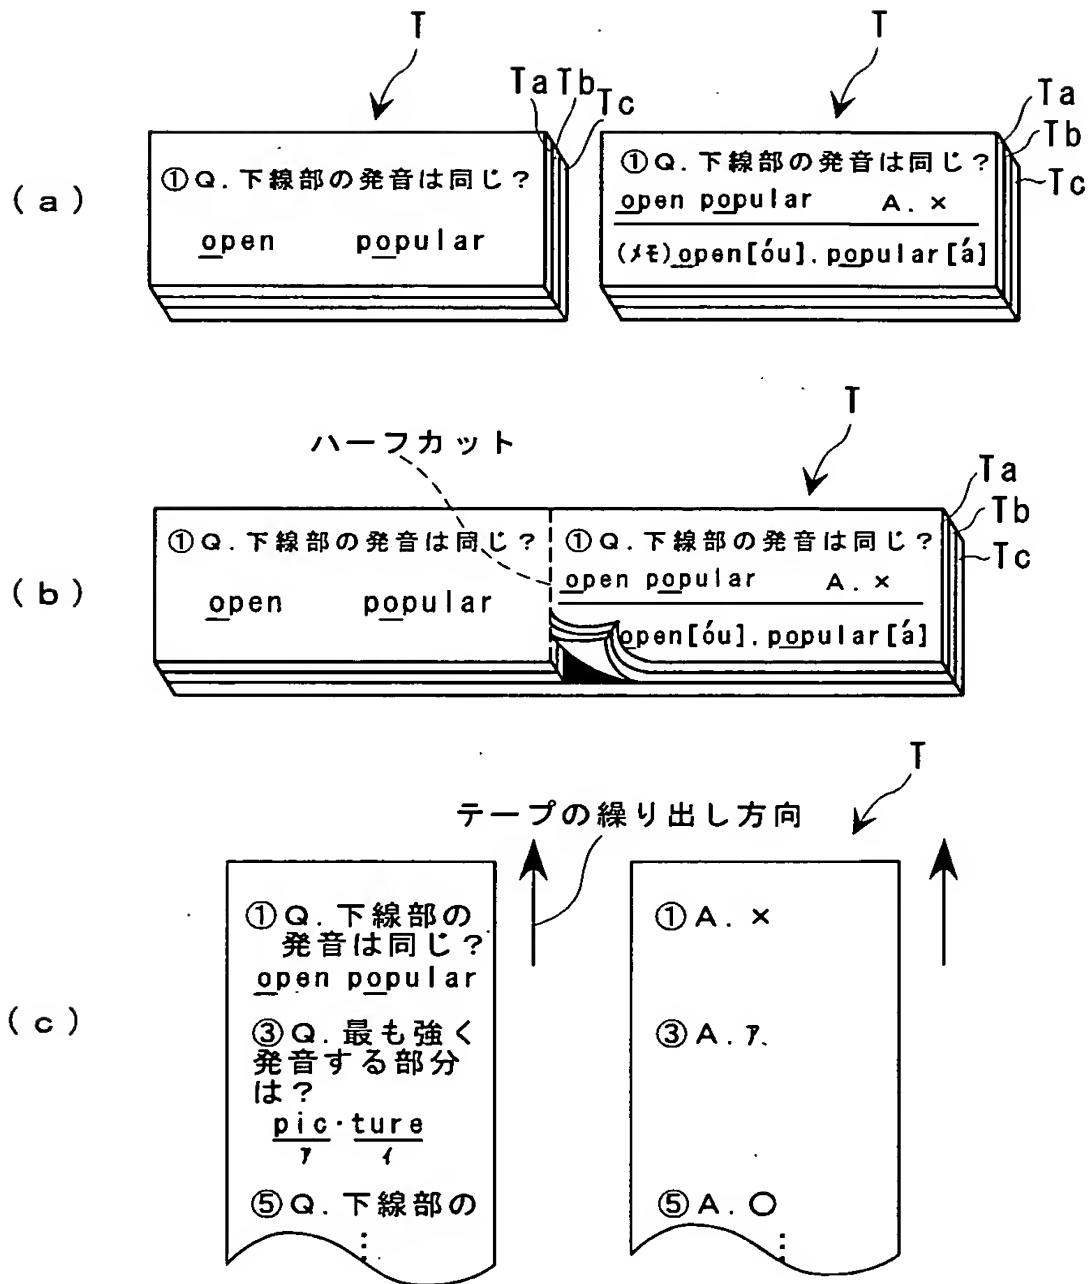 T
T
Ta Tb Tc
Ta
Tb
Tc
(a)
①Q.下線部の発音は同じ?
open popular
①Q.下線部の発音は同じ?
open popular A.×
(メモ)open[óu].popular[á]
T
ハーフカット
Ta
Tb
Tc
(b)
①Q.下線部の発音は同じ?
open popular
①Q.下線部の発音は同じ?
open popular A.×
open[óu].popular[á]
T
テープの繰り出し方向
(c)
①Q.下線部の
発音は同じ?
open popular
③Q.最も強く
発音する部分
は?
pic・ture
ア イ
⑤Q.下線部の
⋮
①A.×
③A.ア.
⑤A.○
⋮